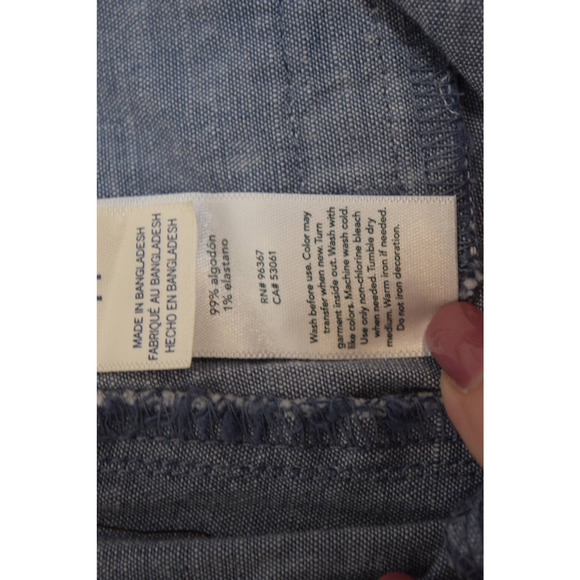 MADE IN BANGLADESH
FABRIQUÉ AU BANGLADESH
HECHO EN BANGLADESH
99% algodón
1% elastano
RN# 96367
CA# 53061
Wash before use. Color may
transfer when now. Turn
garment inside out. Wash with
like colors. Machine wash cold.
Use only non-chlorine bleach
when needed. Tumble dry
medium. Warm iron if needed.
Do not iron decoration.